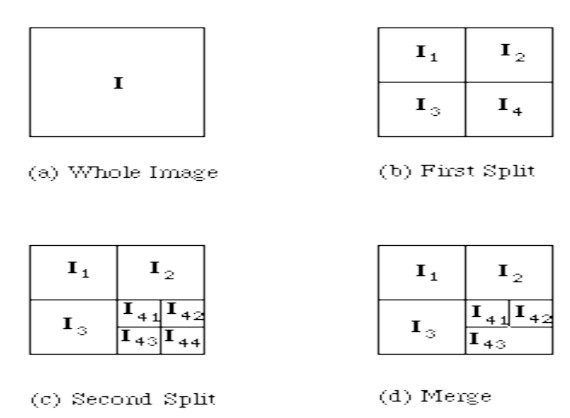 I
I₁ I₂
I₃ I₄
(a) Whole Image
(b) First Split
I₁ I₂
I₃ I₄₁ I₄₂
I₄₃ I₄₄
I₁ I₂
I₃ I₄₁ I₄₂
I₄₃
(c) Second Split
(d) Merge